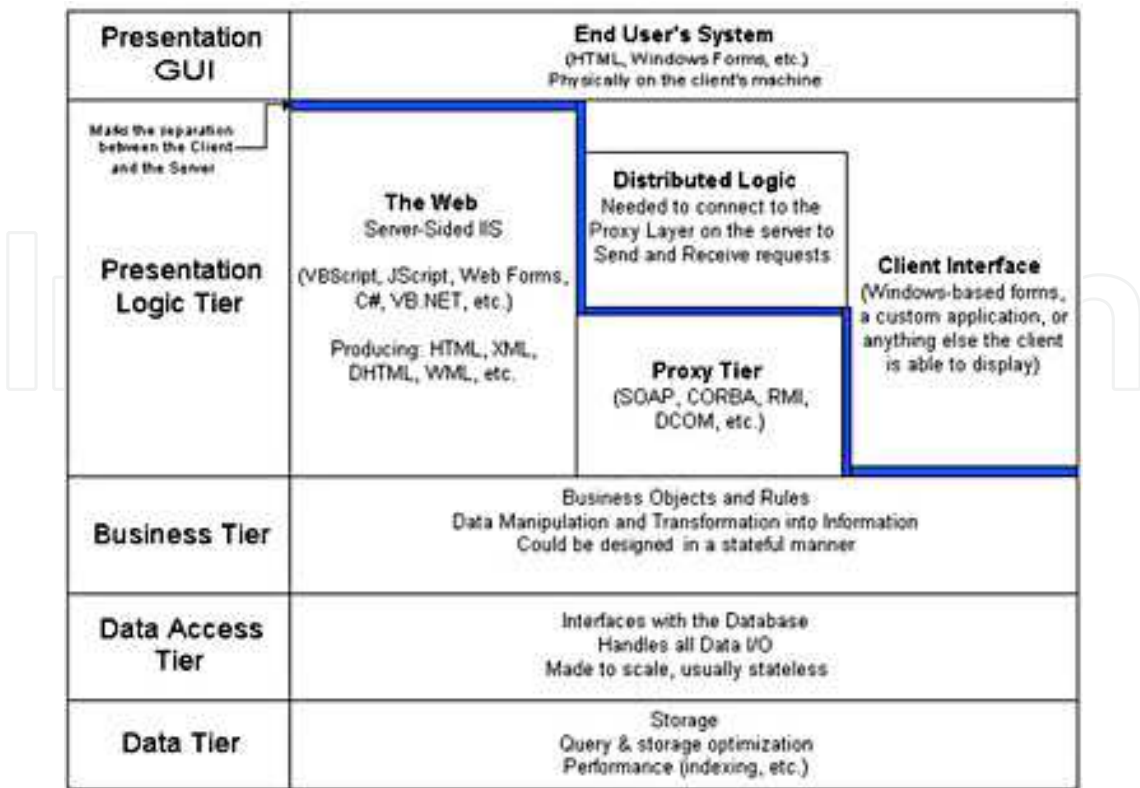 Presentation
GUI
End User's System
(HTML, Windows Forms, etc.)
Physically on the client's machine
Marks the separation
between the Client
and the Server
Presentation
Logic Tier
The Web
Server-Sided IIS
(VBScript, JScript, Web Forms,
C#, VB.NET, etc.)
Producing: HTML, XML,
DHTML, WML, etc.
Distributed Logic
Needed to connect to the
Proxy Layer on the server to
Send and Receive requests
Proxy Tier
(SOAP, CORBA, RMI,
DCOM, etc.)
Client Interface
(Windows-based forms,
a custom application, or
anything else the client
is able to display)
Business Tier
Business Objects and Rules
Data Manipulation and Transformation into Information
Could be designed in a stateful manner
Data Access
Tier
Interfaces with the Database
Handles all Data I/O
Made to scale, usually stateless
Data Tier
Storage
Query & storage optimization
Performance (indexing, etc.)